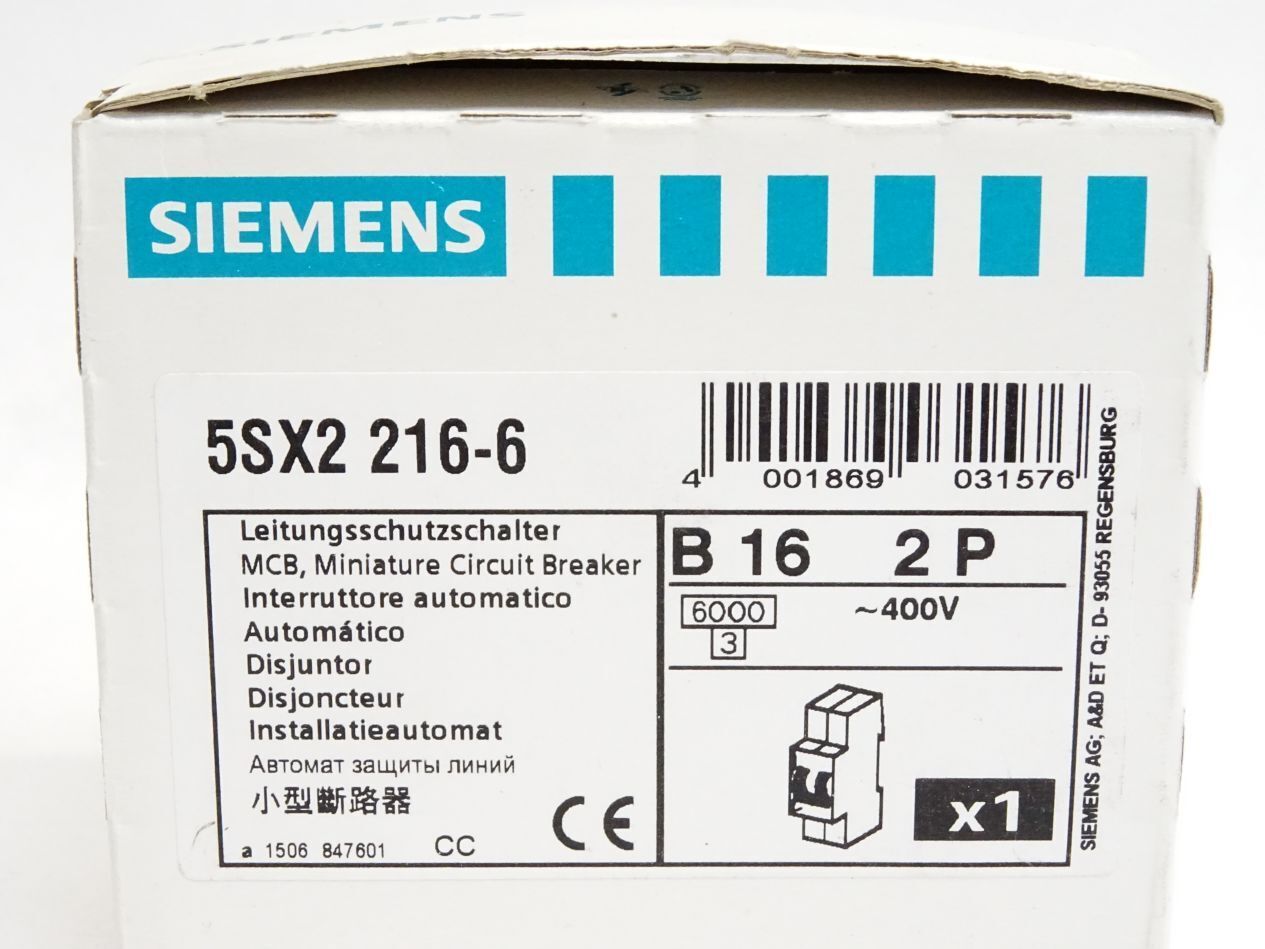 SIEMENS
SIEMENS
5SX2 216-6
4 001869 031576
Leitungsschutzschalter
MCB, Miniature Circuit Breaker
Interruttore automatico
Automático
Disjuntor
Disjoncteur
Installatieautomat
Автомат защиты линий
小型斷路器
a 1506 847601 CC CE
B 16 2 P
6000 ~400V
3
x1
SIEMENS AG; A&D ET Q; D- 93055 REGENSBURG